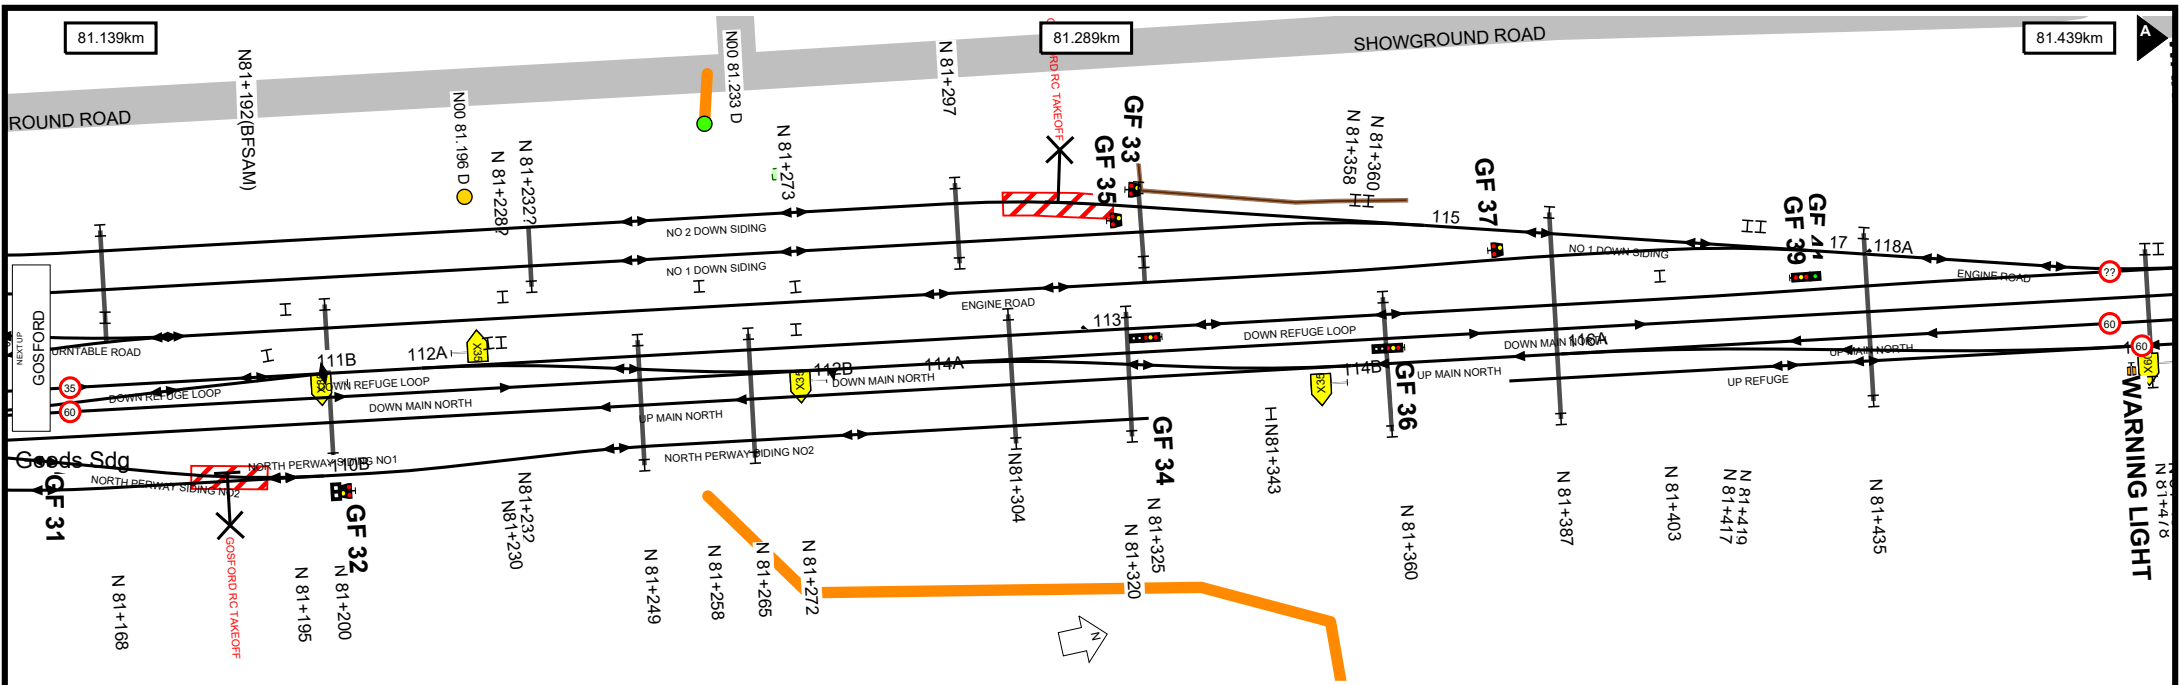 81.139km
81.289km
81.439km
A
SHOWGROUND ROAD
ROUND ROAD
N81+192(BFSAM)
N00 81.196 D
N 81+228?
N 81+232?
N00 81.233 D
N 81+273
N 81+297
RD RC TAKEOFF
GF 33
GF 35
N 81+358
N 81+360
GF 37
GF 39
115
17
118A
NO 2 DOWN SIDING
NO 1 DOWN SIDING
NO 1 DOWN SIDING
ENGINE ROAD
ENGINE ROAD
??
60
60
NEXT UP
GOSFORD
URNTABLE ROAD
35
60
111B
112A
X35
112B
114A
113
114B
116A
DOWN REFUGE LOOP
DOWN REFUGE LOOP
DOWN REFUGE LOOP
DOWN MAIN NORTH
DOWN MAIN NORTH
DOWN MAIN NORTH
UP MAIN NORTH
UP MAIN NORTH
UP MAIN NORTH
UP REFUGE
GF 36
GF 34
WARNING LIGHT
Goods Sdg
GF 31
NORTH PERWAY SIDING NO1
110B
NORTH PERWAY SIDING NO2
NORTH PERWAY SIDING NO2
GF 32
GOSFORD RC TAKEOFF
N 81+168
N 81+195
N 81+200
N81+232
N81+230
N 81+249
N 81+258
N 81+265
N 81+272
N81+304
N 81+320
N 81+325
N81+343
N 81+360
N 81+387
N 81+403
N 81+417
N 81+419
N 81+435
N 81+478
N